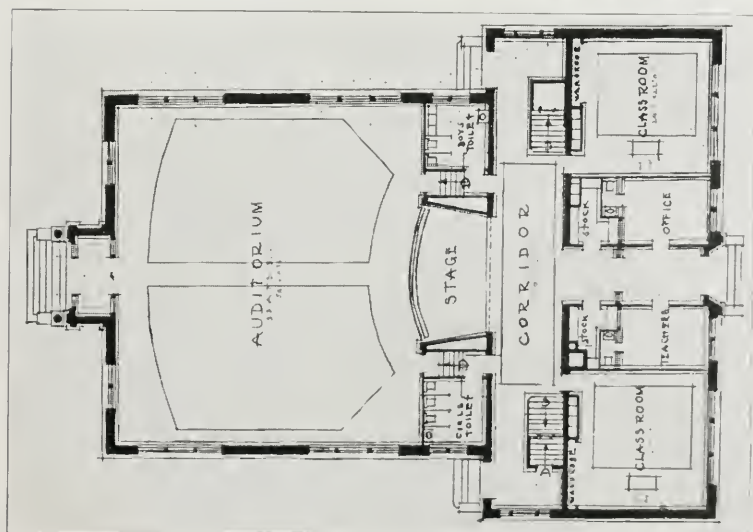 AUDITORIUM
BOYS
TOILET
GIRLS
TOILET
STAGE
CORRIDOR
WARDROBE
CLASSROOM
STOCK
OFFICE
STOCK
TEACHERS
WARDROBE
CLASSROOM